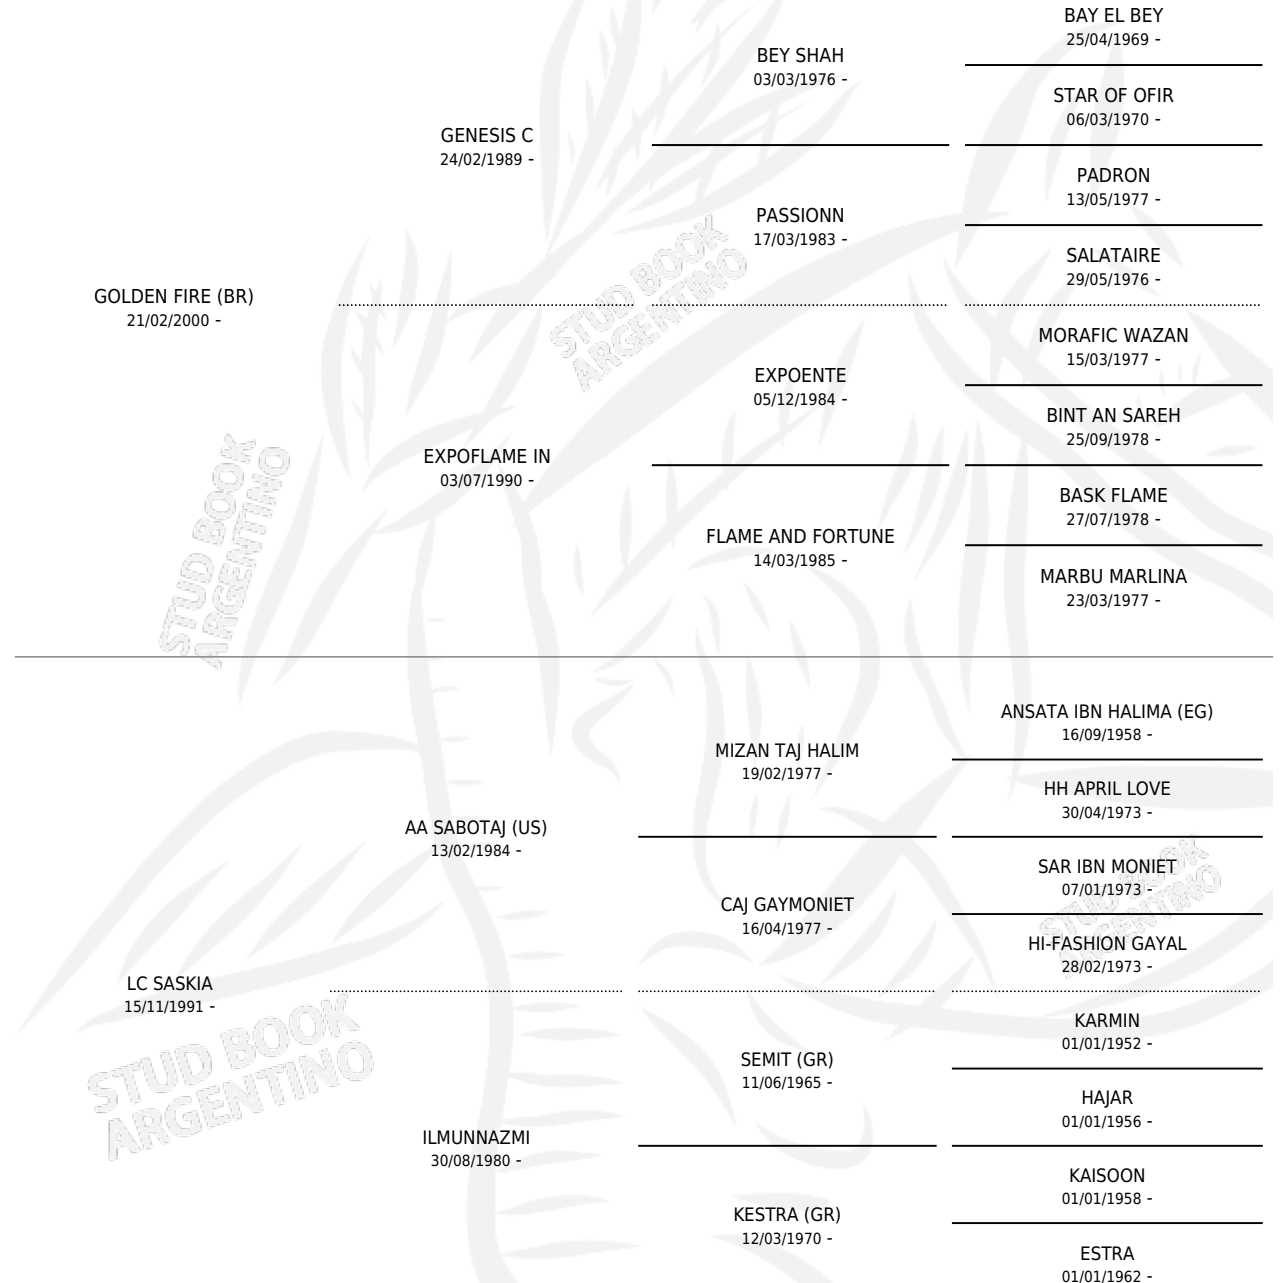 BAY EL BEY
25/04/1969 -
BEY SHAH
03/03/1976 -
STAR OF OFIR
06/03/1970 -
GENESIS C
24/02/1989 -
PADRON
13/05/1977 -
PASSIONN
17/03/1983 -
SALATAIRE
29/05/1976 -
GOLDEN FIRE (BR)
21/02/2000 -
MORAFIC WAZAN
15/03/1977 -
EXPOENTE
05/12/1984 -
BINT AN SAREH
25/09/1978 -
EXPOFLAME IN
03/07/1990 -
BASK FLAME
27/07/1978 -
FLAME AND FORTUNE
14/03/1985 -
MARBU MARLINA
23/03/1977 -
ANSATA IBN HALIMA (EG)
16/09/1958 -
MIZAN TAJ HALIM
19/02/1977 -
HH APRIL LOVE
30/04/1973 -
AA SABOTAJ (US)
13/02/1984 -
SAR IBN MONIET
07/01/1973 -
CAJ GAYMONIET
16/04/1977 -
HI-FASHION GAYAL
28/02/1973 -
LC SASKIA
15/11/1991 -
KARMIN
01/01/1952 -
SEMIT (GR)
11/06/1965 -
HAJAR
01/01/1956 -
ILMUNNAZMI
30/08/1980 -
KAISOON
01/01/1958 -
KESTRA (GR)
12/03/1970 -
ESTRA
01/01/1962 -
STUD BOOK
ARGENTINO
STUD BOOK
ARGENTINO
STUD BOOK
ARGENTINO
STUD BOOK
ARGENTINO